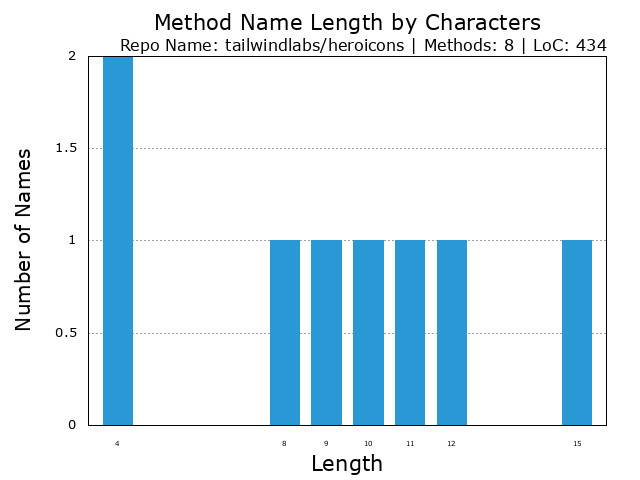 Method Name Length by Characters
Repo Name: tailwindlabs/heroicons | Methods: 8 | LoC: 434
Number of Names
2
1.5
1
0.5
0
4 8 9 10 11 12 15
Length